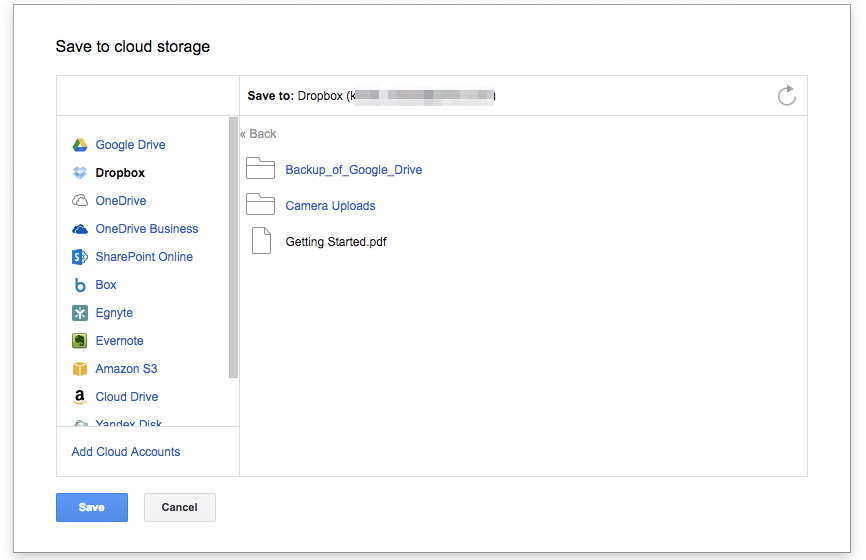 Save to cloud storage
Save to: Dropbox (k
« Back
Google Drive
Dropbox
OneDrive
OneDrive Business
SharePoint Online
Box
Egnyte
Evernote
Amazon S3
Cloud Drive
Yandex Disk
Add Cloud Accounts
Backup_of_Google_Drive
Camera Uploads
Getting Started.pdf
Save
Cancel